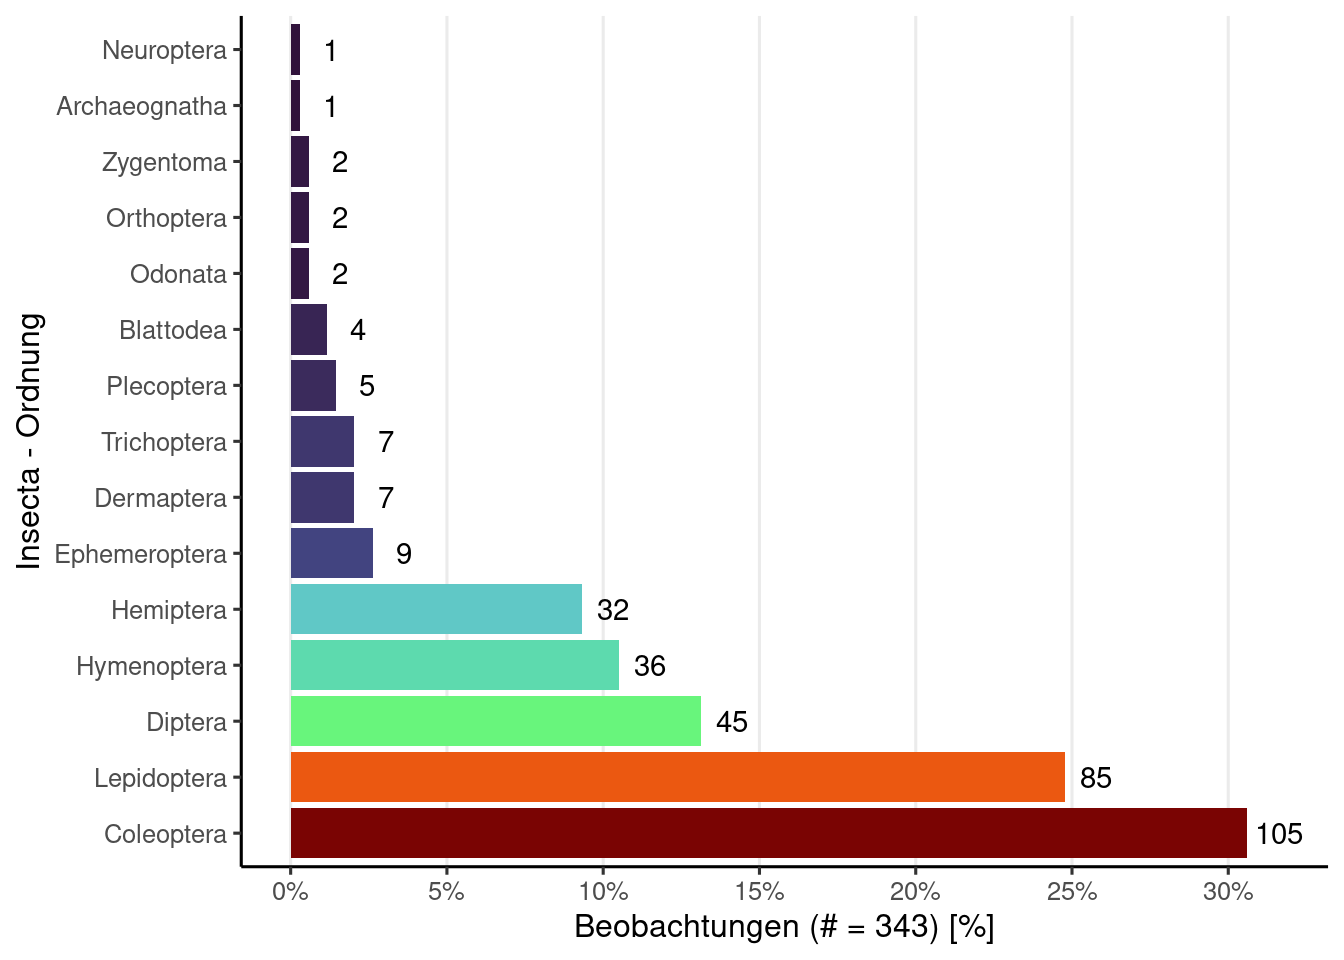 Insecta - Ordnung
Neuroptera 1
Archaeognatha 1
Zygentoma 2
Orthoptera 2
Odonata 2
Blattodea 4
Plecoptera 5
Trichoptera 7
Dermaptera 7
Ephemeroptera 9
Hemiptera 32
Hymenoptera 36
Diptera 45
Lepidoptera 85
Coleoptera 105
0% 5% 10% 15% 20% 25% 30%
Beobachtungen (# = 343) [%]